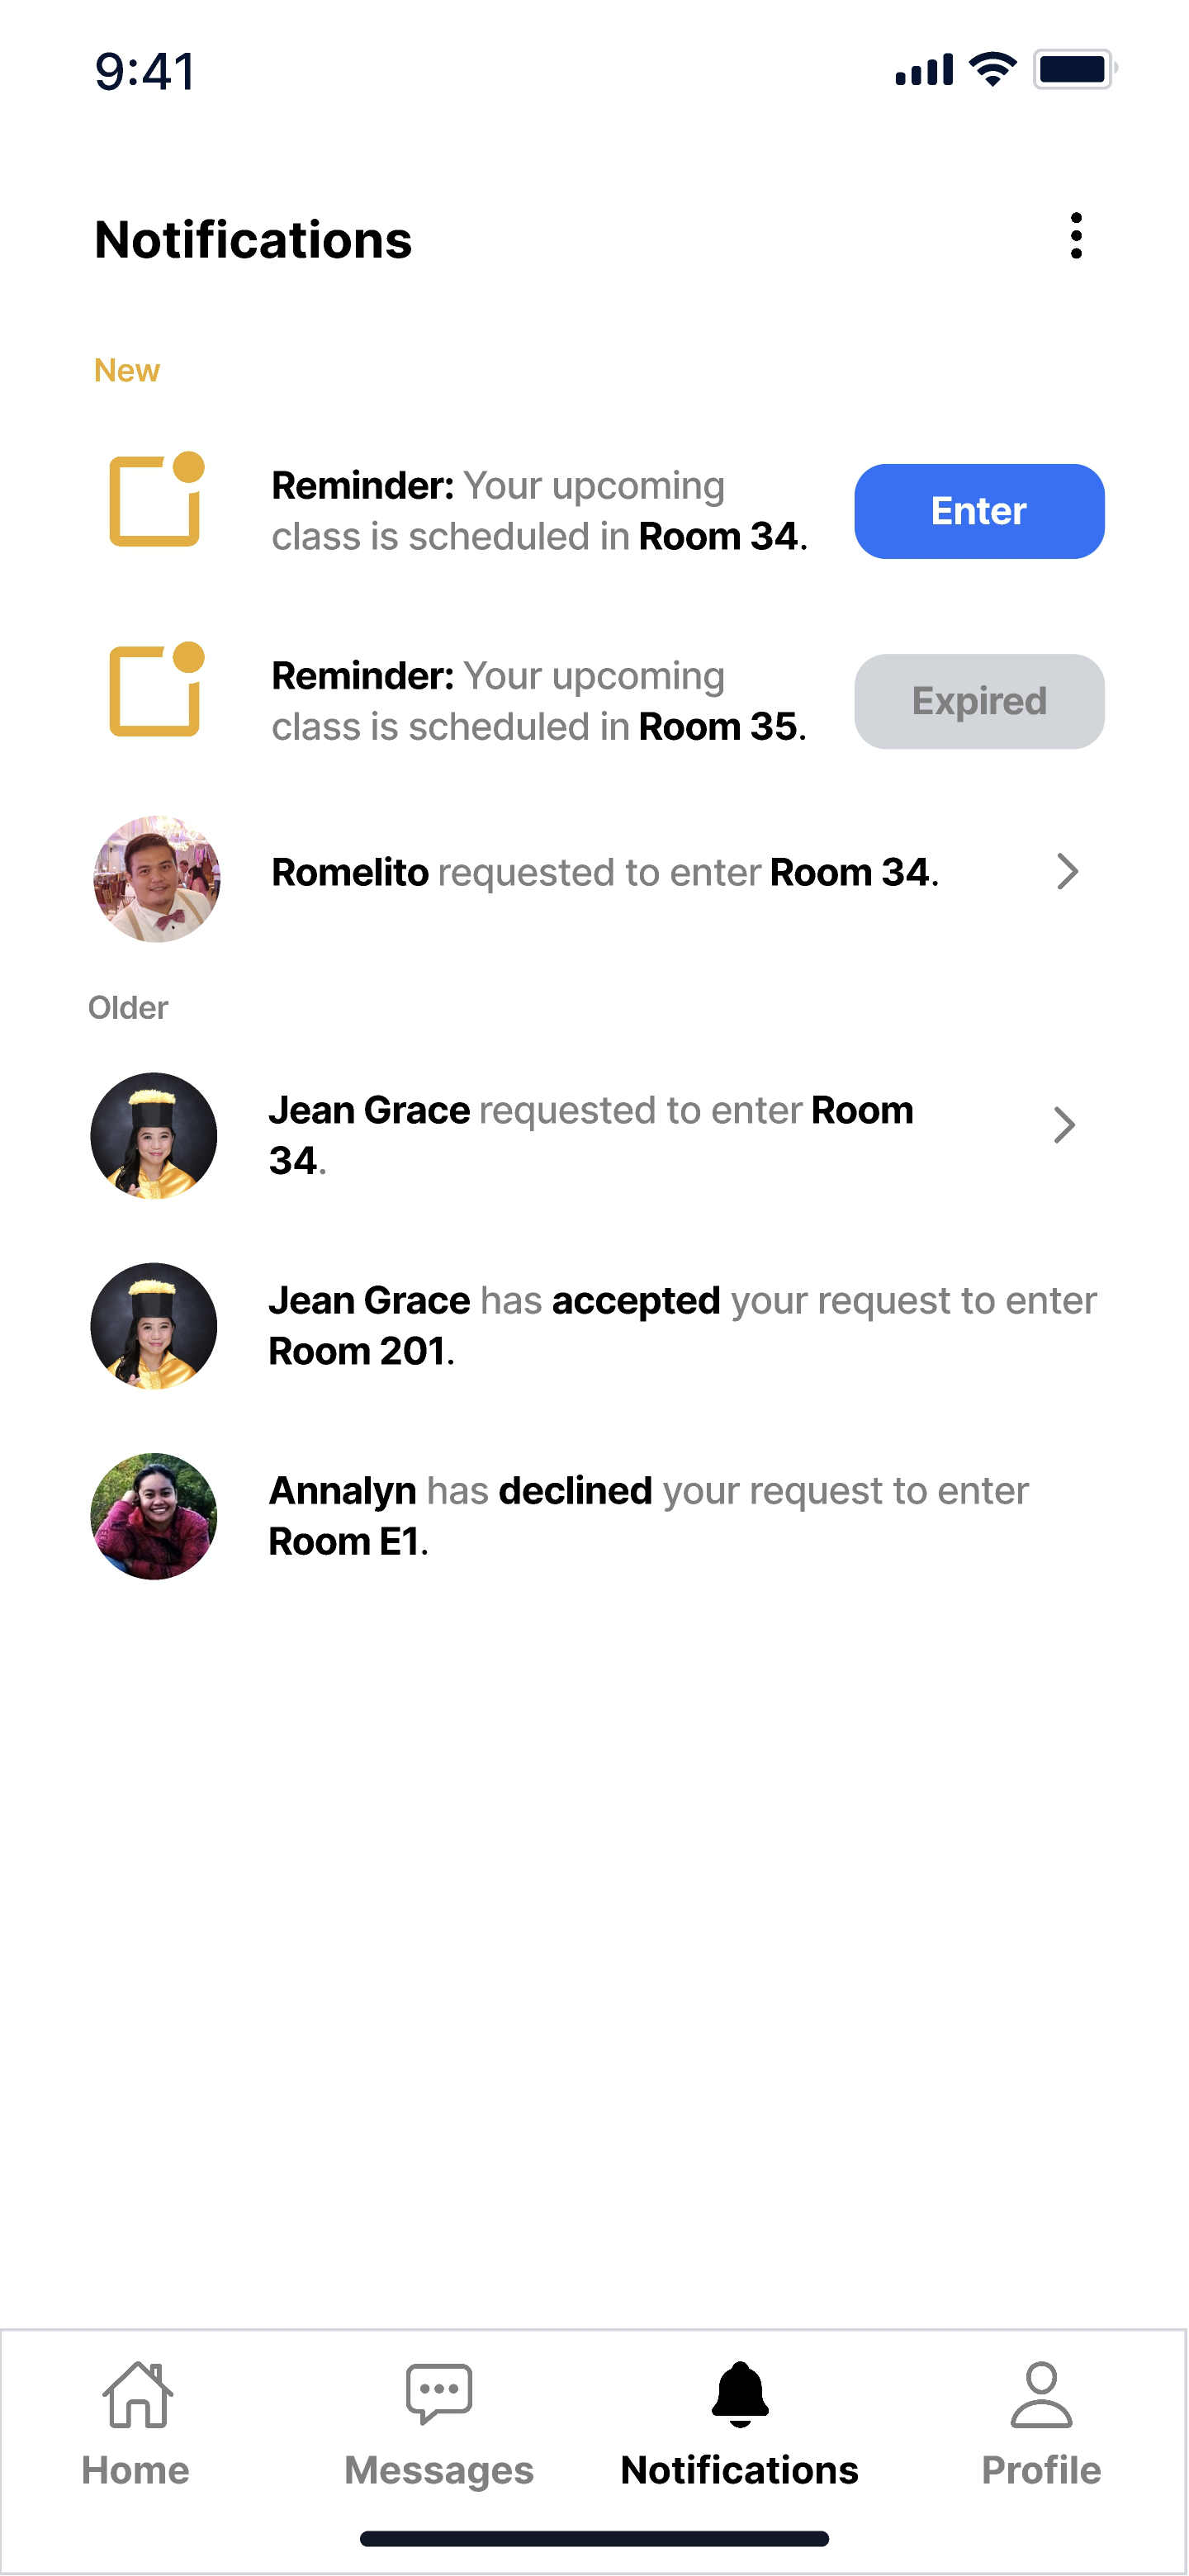 9:41
Notifications
New
Reminder: Your upcoming
class is scheduled in Room 34.
Enter
Reminder: Your upcoming
class is scheduled in Room 35.
Expired
Romelito requested to enter Room 34.
Older
Jean Grace requested to enter Room
34.
Jean Grace has accepted your request to enter
Room 201.
Annalyn has declined your request to enter
Room E1.
Home
Messages
Notifications
Profile